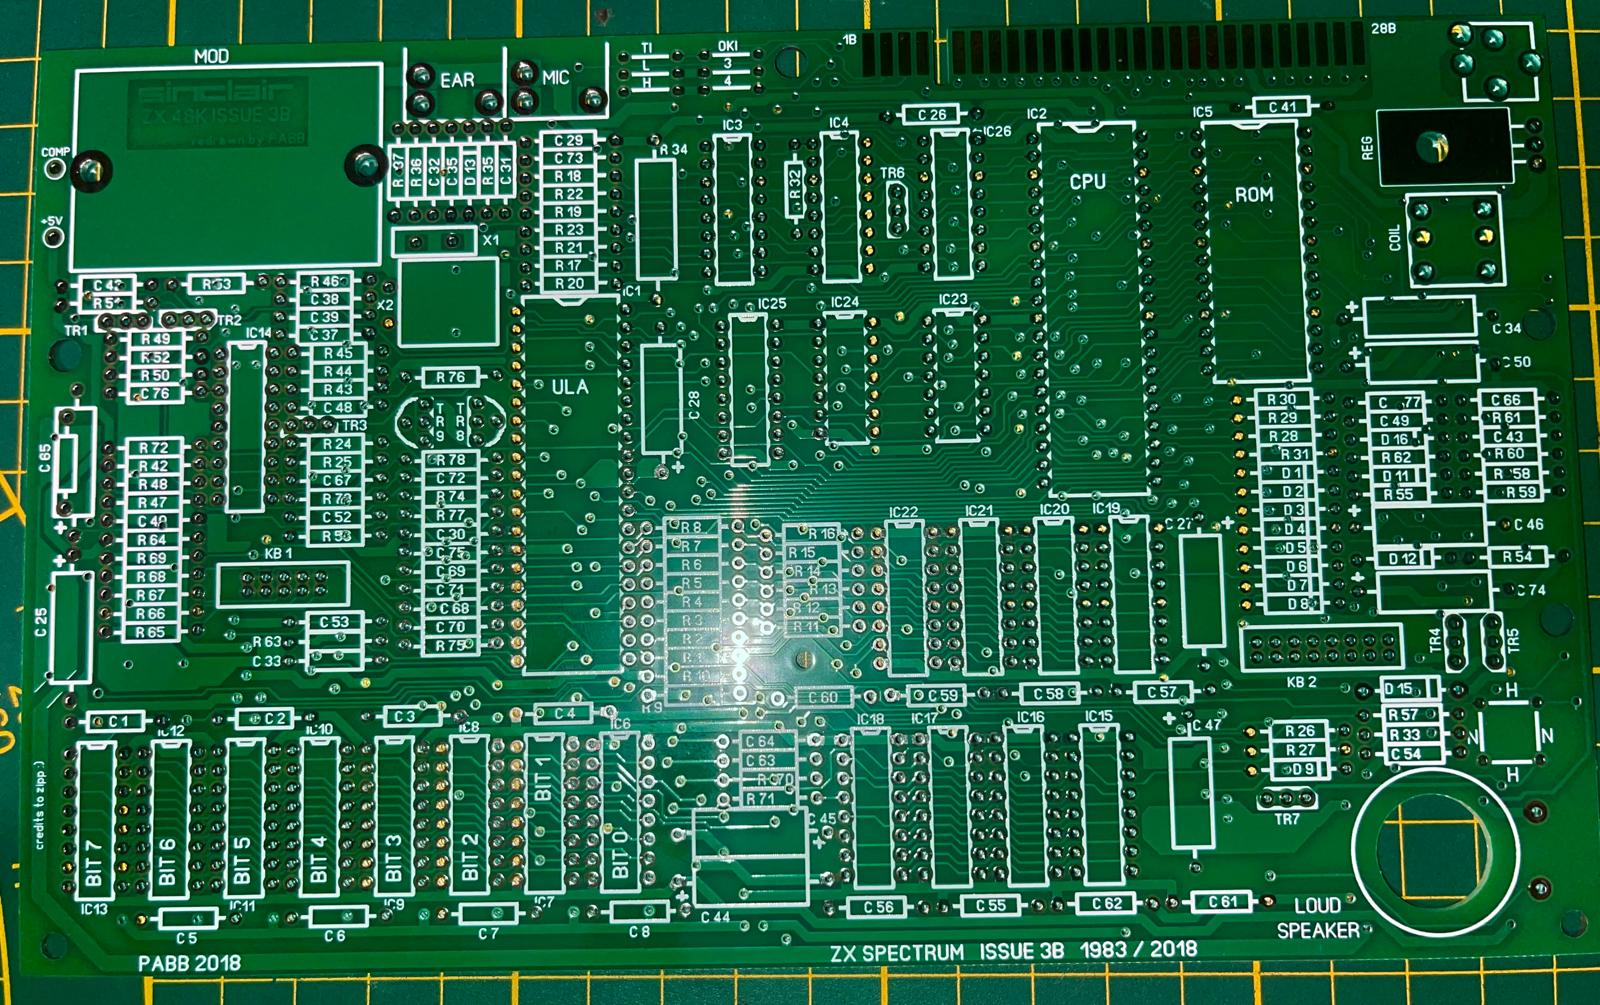 MOD
sinclair
ZX 48K ISSUE 3B
redrawn by PABB
EAR
MIC
TI
L
H
OKI
3
4
1B
28B
COMP
+5V
R 37
R 36
C 32
C 35
D 13
R 35
C 31
X1
X2
C 29
C 73
R 18
R 22
R 19
R 23
R 21
R 17
R 20
IC1
R 34
IC3
R 32
IC4
TR6
C 26
IC26
IC2
CPU
IC5
C 41
ROM
REG
COIL
R 53
R 46
C 38
C 39
C 37
TR1
TR2
IC14
R 49
R 52
R 50
C 76
R 45
R 44
R 43
C 48
TR3
R 76
TR9
TR8
ULA
C 28
IC25
IC24
IC23
C 34
C 50
C 65
R 72
R 42
R 48
R 47
R 64
R 69
R 68
R 67
R 66
R 65
R 24
R 25
C 67
C 52
R 78
C 72
R 74
R 77
C 30
C 75
C 69
C 71
C 68
C 70
R 75
KB 1
C 25
R 63
C 33
C 53
R 8
R 7
R 6
R 5
R 4
R 3
R 2
R 1
R 10
R 9
R 16
R 15
R 14
R 13
R 12
R 11
IC22
IC21
IC20
IC19
C 27
R 30
R 29
R 28
R 31
D 1
D 2
D 3
D 4
D 5
D 6
D 7
D 8
C 77
C 49
D 16
R 62
D 11
R 55
C 66
R 61
C 43
R 60
R 58
R 59
C 46
D 12
R 54
C 74
TR4
TR5
KB 2
C 1
C 2
C 3
C 4
C 60
C 59
C 58
C 57
IC12
IC10
IC8
IC6
C 64
C 63
R 70
R 71
IC18
IC17
IC16
IC15
C 47
R 26
R 27
D 9
TR7
D 15
R 57
R 33
C 54
H
N
N
H
credits to zipp :)
BIT 7
BIT 6
BIT 5
BIT 4
BIT 3
BIT 2
BIT 1
BIT 0
C 45
IC13
IC11
IC9
IC7
C 5
C 6
C 7
C 8
C 44
C 56
C 55
C 62
C 61
LOUD
SPEAKER
PABB 2018
ZX SPECTRUM ISSUE 3B 1983 / 2018